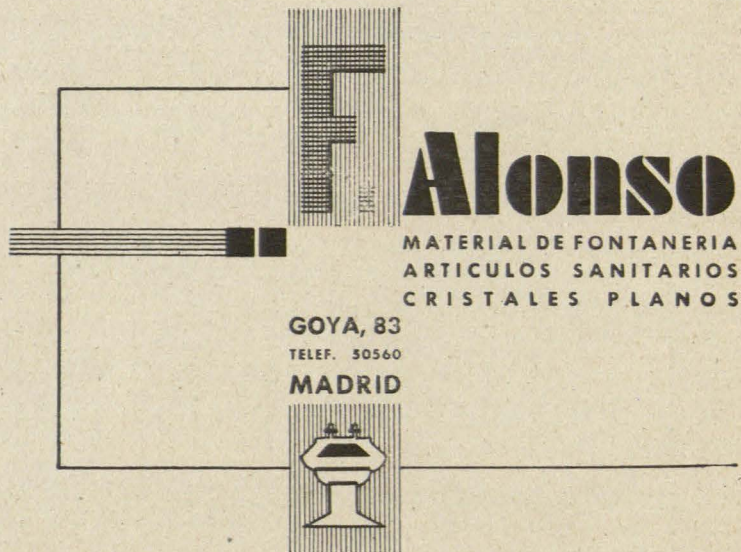 F Alonso
MATERIAL DE FONTANERIA
ARTICULOS SANITARIOS
CRISTALES PLANOS
GOYA, 83
TELEF. 50560
MADRID